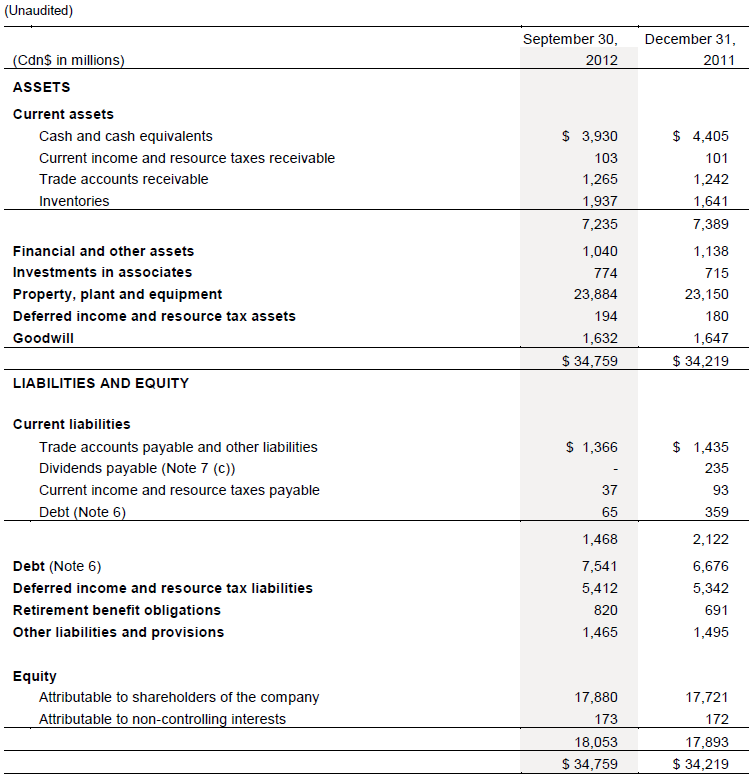 (Unaudited)
September 30, December 31,
(Cdn$ in millions) 2012 2011
ASSETS
Current assets
Cash and cash equivalents $ 3,930 $ 4,405
Current income and resource taxes receivable 103 101
Trade accounts receivable 1,265 1,242
Inventories 1,937 1,641
7,235 7,389
Financial and other assets 1,040 1,138
Investments in associates 774 715
Property, plant and equipment 23,884 23,150
Deferred income and resource tax assets 194 180
Goodwill 1,632 1,647
$ 34,759 $ 34,219
LIABILITIES AND EQUITY
Current liabilities
Trade accounts payable and other liabilities $ 1,366 $ 1,435
Dividends payable (Note 7 (c)) - 235
Current income and resource taxes payable 37 93
Debt (Note 6) 65 359
1,468 2,122
Debt (Note 6) 7,541 6,676
Deferred income and resource tax liabilities 5,412 5,342
Retirement benefit obligations 820 691
Other liabilities and provisions 1,465 1,495
Equity
Attributable to shareholders of the company 17,880 17,721
Attributable to non-controlling interests 173 172
18,053 17,893
$ 34,759 $ 34,219